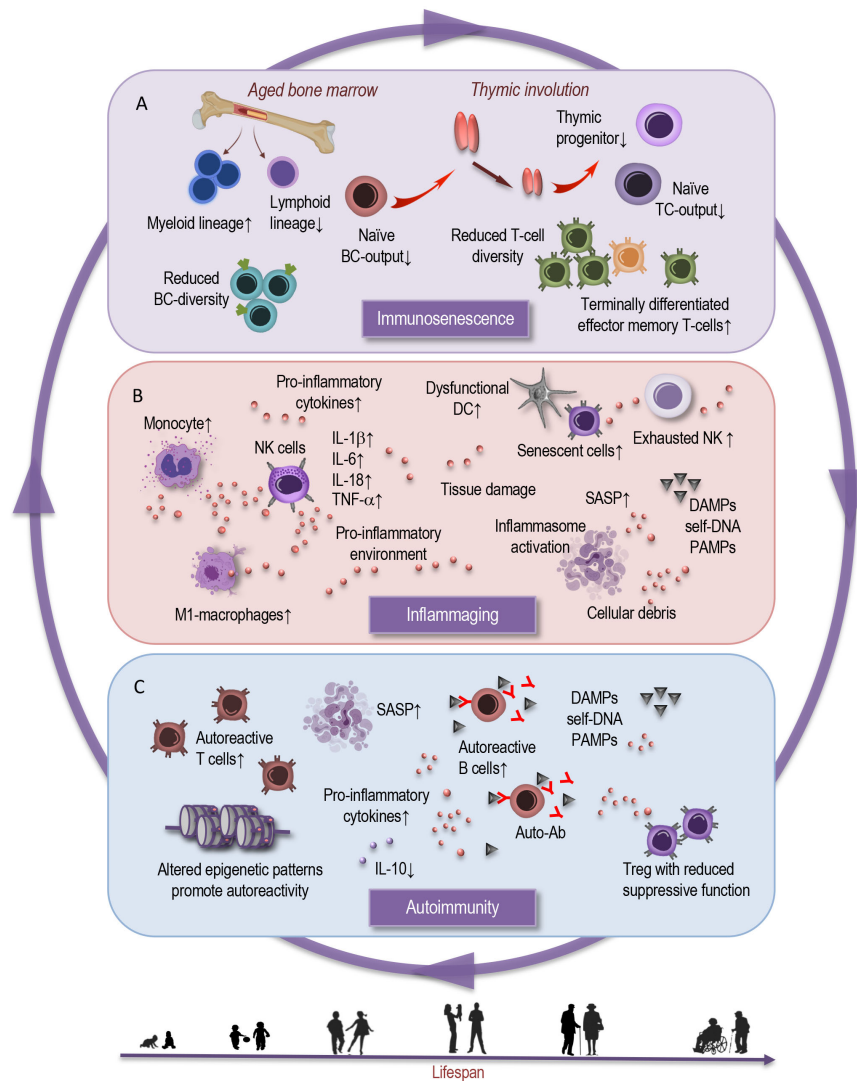 A
Aged bone marrow
Thymic involution
Thymic
progenitor↓
Myeloid lineage↑
Lymphoid
lineage↓
Naïve
BC-output↓
Naïve
TC-output↓
Reduced T-cell
diversity
Reduced
BC-diversity
Terminally differentiated
effector memory T-cells↑
Immunosenescence
B
Pro-inflammatory
cytokines↑
Dysfunctional
DC↑
Monocyte↑
NK cells
IL-1β↑
IL-6↑
IL-18↑
TNF-α↑
Senescent cells↑
Exhausted NK ↑
Tissue damage
SASP↑
DAMPs
self-DNA
PAMPs
Pro-inflammatory
environment
Inflammasome
activation
M1-macrophages↑
Cellular debris
Inflammaging
C
Autoreactive
T cells↑
SASP↑
Autoreactive
B cells↑
DAMPs
self-DNA
PAMPs
Pro-inflammatory
cytokines↑
Auto-Ab
IL-10↓
Altered epigenetic patterns
promote autoreactivity
Treg with reduced
suppressive function
Autoimmunity
Lifespan